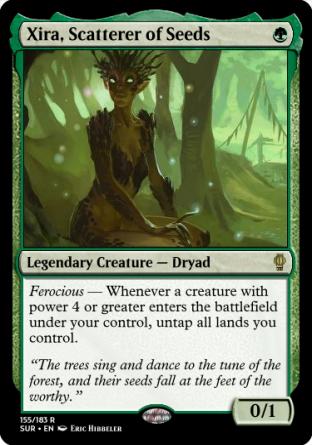 Xira, Scatterer of Seeds
Legendary Creature — Dryad
Ferocious — Whenever a creature with
power 4 or greater enters the battlefield
under your control, untap all lands you
control.
“The trees sing and dance to the tune of the
forest, and their seeds fall at the feet of the
worthy.”
0/1
155/183 R
SUR • EN Eric Hibbeler